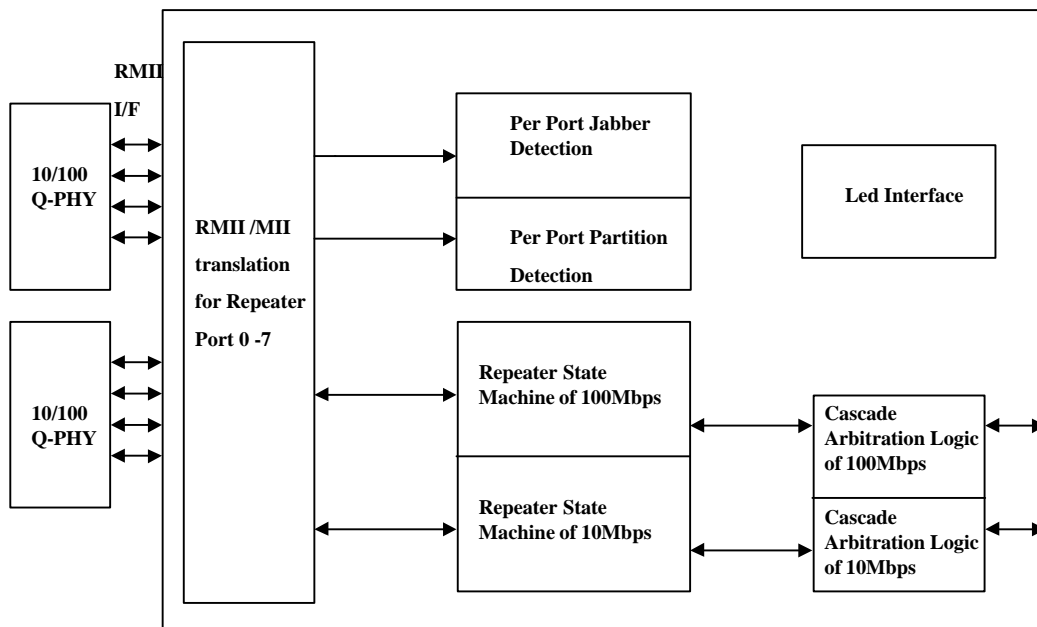 RMII
I/F
10/100
Q-PHY
10/100
Q-PHY
RMII /MII
translation
for Repeater
Port 0 -7
Per Port Jabber
Detection
Per Port Partition
Detection
Led Interface
Repeater State
Machine of 100Mbps
Repeater State
Machine of 10Mbps
Cascade
Arbitration Logic
of 100Mbps
Cascade
Arbitration Logic
of 10Mbps